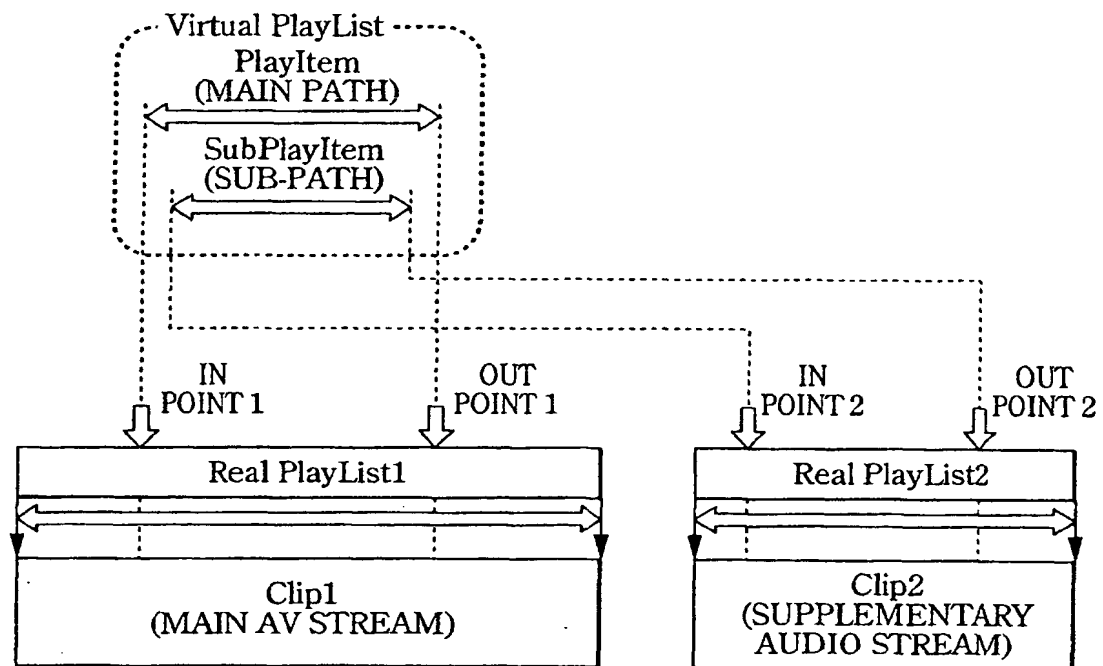 Virtual PlayList
PlayItem
(MAIN PATH)
SubPlayItem
(SUB-PATH)
IN
POINT 1
OUT
POINT 1
IN
POINT 2
OUT
POINT 2
Real PlayList1
Real PlayList2
Clip1
(MAIN AV STREAM)
Clip2
(SUPPLEMENTARY
AUDIO STREAM)